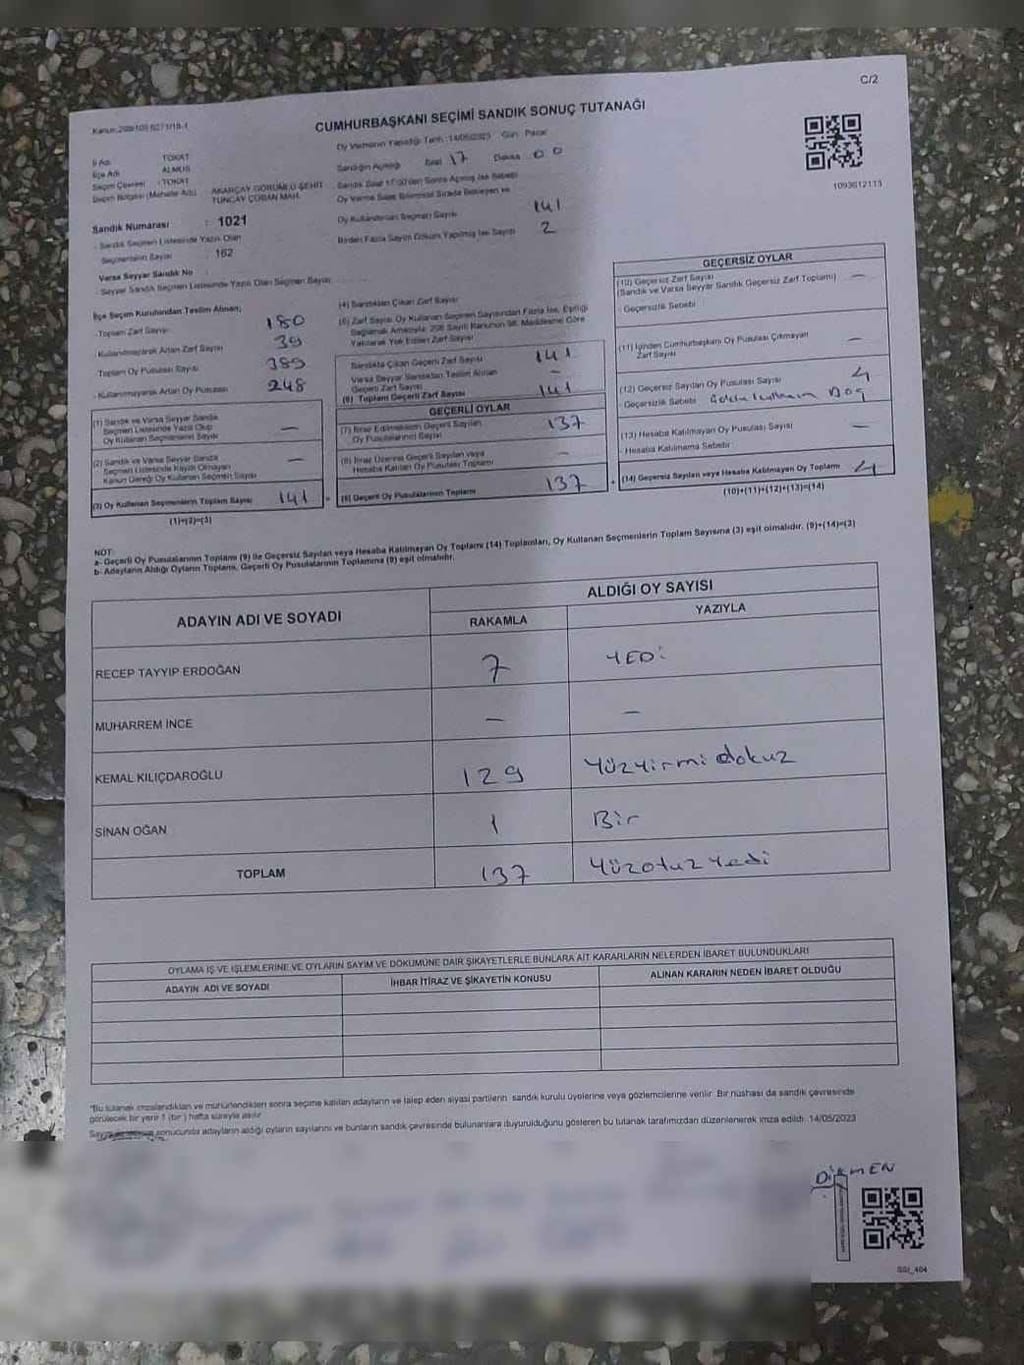 C/2
Kanun:298/105 6271/18-1
CUMHURBAŞKANI SEÇİMİ SANDIK SONUÇ TUTANAĞI
1093612113
İl Adı : TOKAT
İlçe Adı : ALMUS
Seçim Çevresi : TOKAT
Seçim Bölgesi (Mahalle Adı) : AKARÇAY GÖRÜMLÜ ŞEHİT
TUNCAY ÇOBAN MAH.
Sandık Numarası : 1021
- Sandık Seçmen Listesinde Yazılı Olan
Seçmenlerin Sayısı : 162
Varsa Seyyar Sandık No
- Seyyar Sandık Seçmen Listesinde Yazılı Olan Seçmen Sayısı
Oy Vermenin Yapıldığı Tarih : 14/05/2023 Gün : Pazar
Sandığın Açıldığı Saat 17 Dakika 00
Sandık Saat 17:00'den Sonra Açılmış İse Sebebi
Oy Verme Saati Bitiminde Sırada Bekleyen ve
Oy Kullandırılan Seçmen Sayısı 141
Birden Fazla Sayım Döküm Yapılmış İse Sayısı 2
İlçe Seçim Kurulundan Teslim Alınan;
- Toplam Zarf Sayısı 180
- Kullanılmayarak Artan Zarf Sayısı 39
Toplam Oy Pusulası Sayısı 389
- Kullanılmayarak Artan Oy Pusulası 248
(1) Sandık ve Varsa Seyyar Sandık
Seçmen Listesinde Yazılı Olup
Oy Kullanan Seçmenlerin Sayısı —
(2) Sandık ve Varsa Seyyar Sandık
Seçmen Listesinde Kayıtlı Olmayan
Kanun Gereği Oy Kullanan Seçmen Sayısı —
(3) Oy Kullanan Seçmenlerin Toplam Sayısı 141
(1)+(2)=(3)
(4) Sandıktan Çıkan Zarf Sayısı
(5) Zarf Sayısı Oy Kullanan Seçmen Sayısından Fazla İse, Eşitliği
Sağlamak Amacıyla 298 Sayılı Kanunun 98. Maddesine Göre
Yakılarak Yok Edilen Zarf Sayısı
Sandıkta Çıkan Geçerli Zarf Sayısı 141
Varsa Seyyar Sandıktan Teslim Alınan
Geçerli Zarf Sayısı —
(6) Toplam Geçerli Zarf Sayısı 141
GEÇERLİ OYLAR
(7) İtiraz Edilmeksizin Geçerli Sayılan
Oy Pusulalarının Sayısı 137
(8) İtiraz Üzerine Geçerli Sayılan veya
Hesaba Katılan Oy Pusulası Toplamı —
(9) Geçerli Oy Pusulalarının Toplamı 137
GEÇERSİZ OYLAR
(10) Geçersiz Zarf Sayısı
(Sandık ve Varsa Seyyar Sandık Geçersiz Zarf Toplamı) —
- Geçersizlik Sebebi
(11) İçinden Cumhurbaşkanı Oy Pusulası Çıkmayan
Zarf Sayısı —
(12) Geçersiz Sayılan Oy Pusulası Sayısı 4
- Geçersizlik Sebebi
(13) Hesaba Katılmayan Oy Pusulası Sayısı —
- Hesaba Katılmama Sebebi
(14) Geçersiz Sayılan veya Hesaba Katılmayan Oy Toplamı 4
(10)+(11)+(12)+(13)=(14)
NOT:
a- Geçerli Oy Pusulalarının Toplamı (9) ile Geçersiz Sayılan veya Hesaba Katılmayan Oy Toplamı (14) Toplamları, Oy Kullanan Seçmenlerin Toplam Sayısına (3) eşit olmalıdır. (9)+(14)=(3)
b- Adayların Aldığı Oyların Toplamı, Geçerli Oy Pusulalarının Toplamına (9) eşit olmalıdır.
ADAYIN ADI VE SOYADI
ALDIĞI OY SAYISI
RAKAMLA YAZIYLA
RECEP TAYYIP ERDOĞAN 7 YEDİ
MUHARREM İNCE — —
KEMAL KILIÇDAROĞLU 129 Yüzyirmi dokuz
SİNAN OĞAN 1 Bir
TOPLAM 137 Yüzotuz Yedi
OYLAMA İŞ VE İŞLEMLERİNE VE OYLARIN SAYIM VE DÖKÜMÜNE DAİR ŞİKAYETLERLE BUNLARA AİT KARARLARIN NELERDEN İBARET BULUNDUKLARI
ADAYIN ADI VE SOYADI İHBAR İTİRAZ VE ŞİKAYETİN KONUSU ALINAN KARARIN NEDEN İBARET OLDUĞU
*Bu tutanak imzalandıktan ve mühürlendikten sonra seçime katılan adayların ve talep eden siyasi partilerin sandık kurulu üyelerine veya gözlemcilerine verilir. Bir nüshası da sandık çevresinde
görülecek bir yere 1 (bir) hafta süreyle asılır.
sonucunda adayların aldığı oyların sayılarını ve bunların sandık çevresinde bulunanlara duyurulduğunu gösteren bu tutanak tarafımızdan düzenlenerek imza edildi. 14/05/2023
DİKMEN